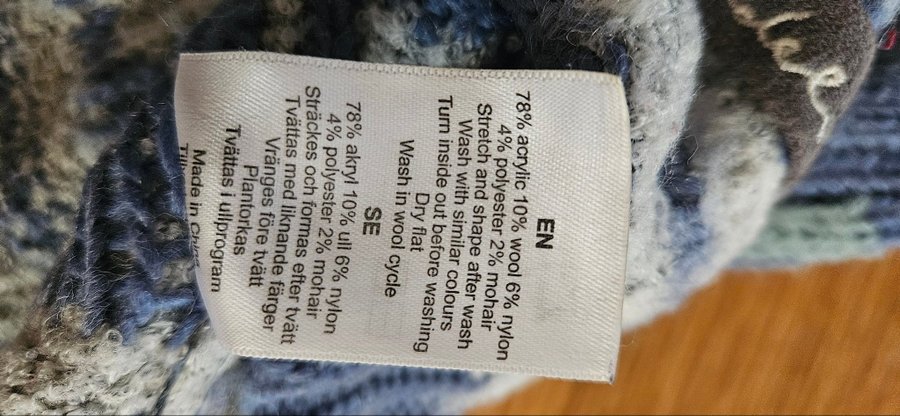 EN
78% acrylic 10% wool 6% nylon
4% polyester 2% mohair
Stretch and shape after wash
Wash with similar colours
Turn inside out before washing
Dry flat
Wash in wool cycle
SE
78% akryl 10% ull 6% nylon
4% polyester 2% mohair
Sträckes och formas efter tvätt
Tvättas med liknande färger
Vränges före tvätt
Plantorkas
Tvättas i ullprogram
Made in